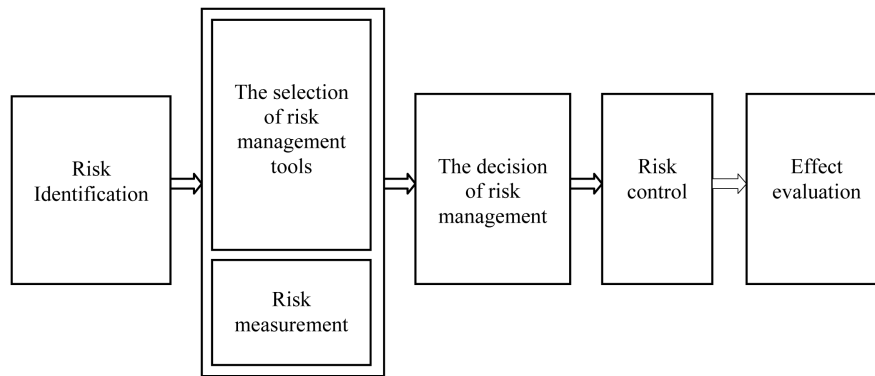 Risk
Identification
The selection
of risk
management
tools
Risk
measurement
The decision
of risk
management
Risk
control
Effect
evaluation